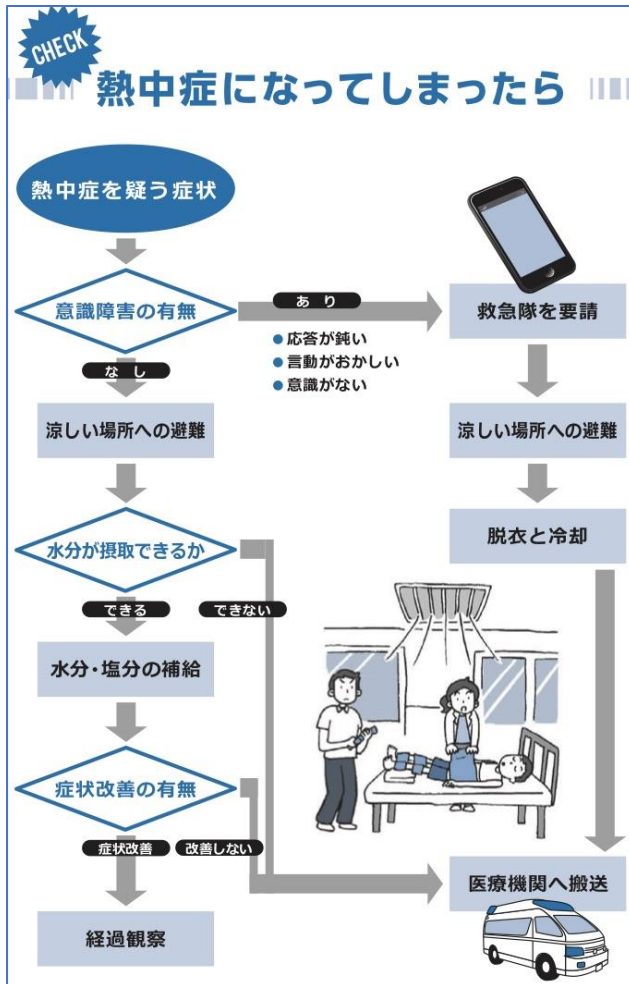 CHECK
熱中症になってしまったら
熱中症を疑う症状
意識障害の有無
あり
●応答が鈍い
●言動がおかしい
●意識がない
救急隊を要請
なし
涼しい場所への避難
涼しい場所への避難
水分が摂取できるか
脱衣と冷却
できる
できない
水分・塩分の補給
症状改善の有無
症状改善
改善しない
医療機関へ搬送
経過観察